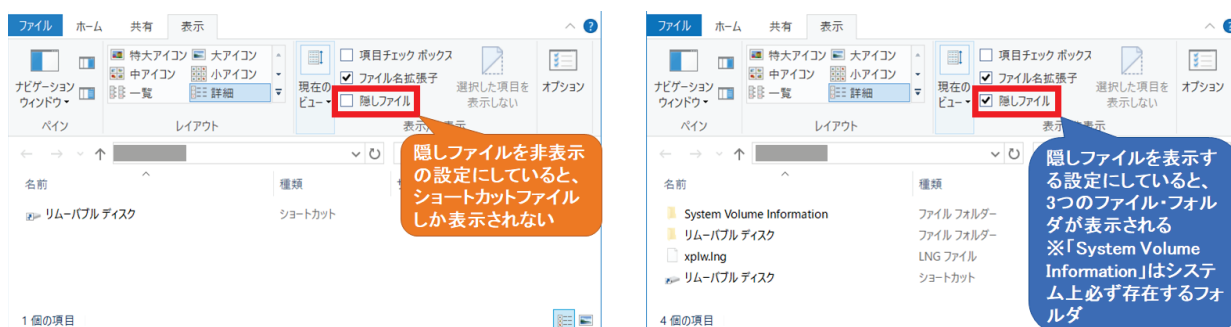 ファイル ホーム 共有 表示
特大アイコン 大アイコン
中アイコン 小アイコン
一覧 詳細
ナビゲーション
ウィンドウ
ペイン
レイアウト
現在の
ビュー
項目チェック ボックス
ファイル名拡張子
隠しファイル
選択した項目を
表示しない
オプション
隠しファイルを非表示
の設定にしていると、
ショートカットファイル
しか表示されない
名前 種類
リムーバブル ディスク ショートカット
1 個の項目
ファイル ホーム 共有 表示
特大アイコン 大アイコン
中アイコン 小アイコン
一覧 詳細
ナビゲーション
ウィンドウ
ペイン
レイアウト
現在の
ビュー
項目チェック ボックス
ファイル名拡張子
隠しファイル
選択した項目を
表示しない
オプション
隠しファイルを表示す
る設定にしていると、
3つのファイル・フォル
ダが表示される
※「System Volume
Information」はシステ
ム上必ず存在するフォ
ルダ
名前 種類
System Volume Information ファイル フォルダー
リムーバブル ディスク ファイル フォルダー
xplw.lng LNG ファイル
リムーバブル ディスク ショートカット
4 個の項目